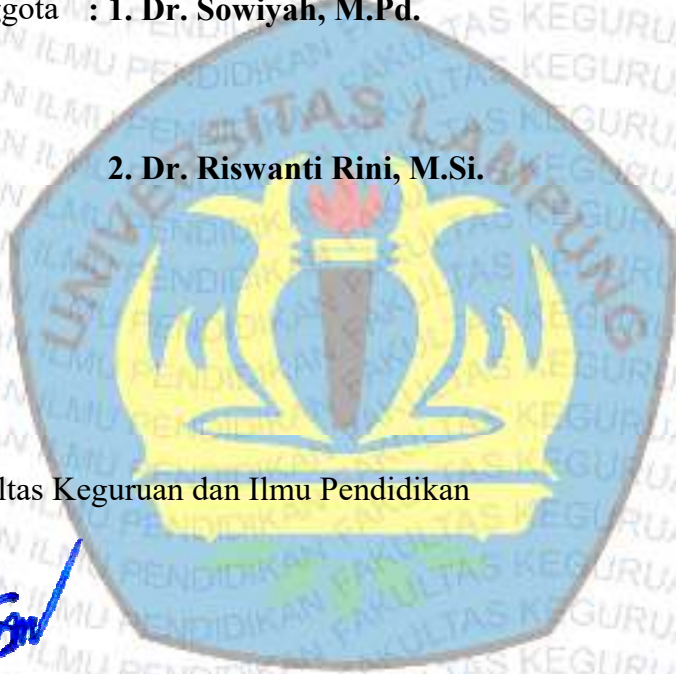 ggota : 1. Dr. Sowiyah, M.Pd.
UNIVERSITAS LAMPUNG
2. Dr. Riswanti Rini, M.Si.
ltas Keguruan dan Ilmu Pendidikan